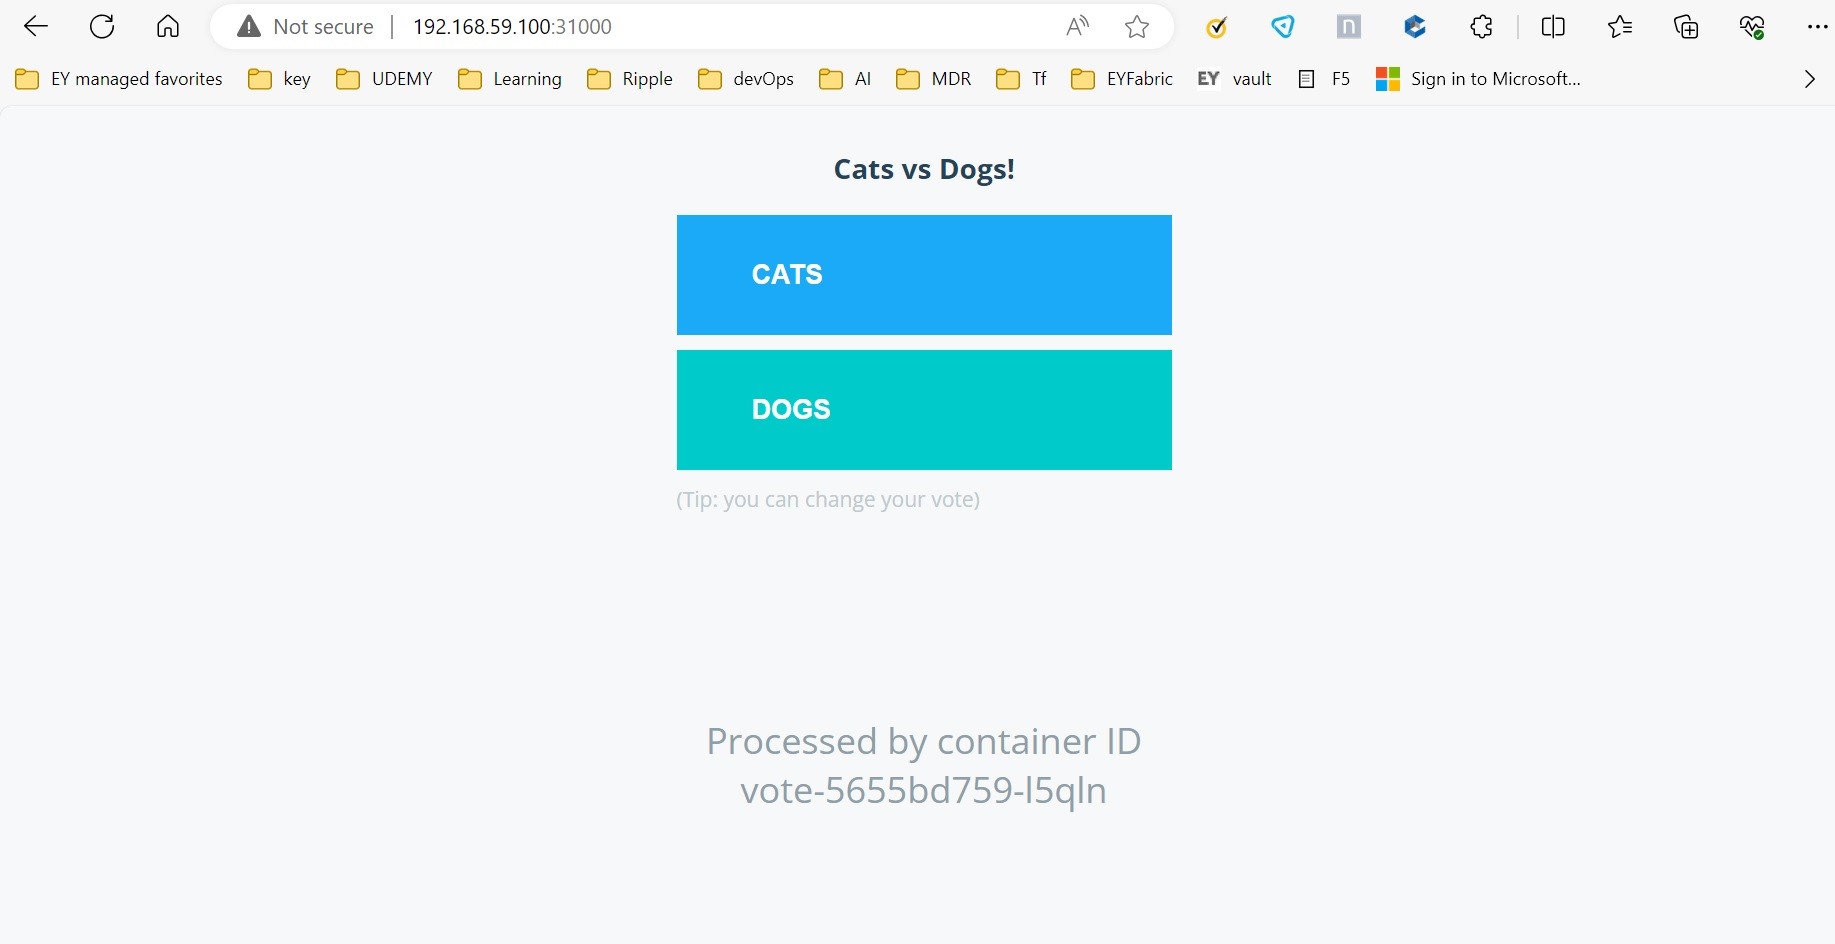 Not secure 192.168.59.100:31000
EY managed favorites key UDEMY Learning Ripple devOps AI MDR Tf EYFabric EY vault F5 Sign in to Microsoft...
Cats vs Dogs!
CATS
DOGS
(Tip: you can change your vote)
Processed by container ID
vote-5655bd759-l5qln